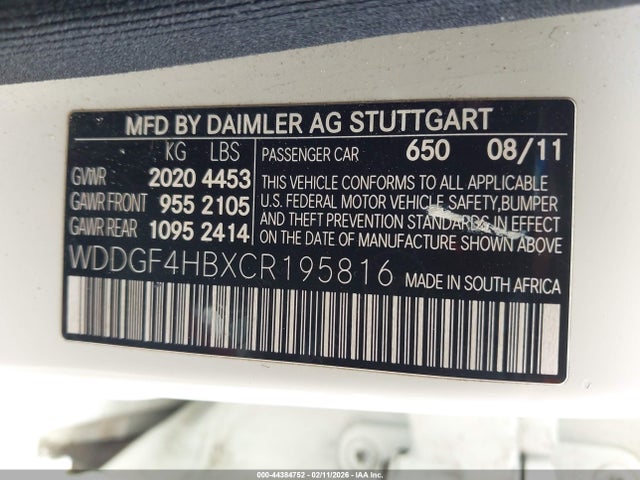 MFD BY DAIMLER AG STUTTGART
KG LBS
GVWR 2020 4453
GAWR FRONT 955 2105
GAWR REAR 1095 2414
PASSENGER CAR 650 08/11
THIS VEHICLE CONFORMS TO ALL APPLICABLE
U.S. FEDERAL MOTOR VEHICLE SAFETY,BUMPER
AND THEFT PREVENTION STANDARDS IN EFFECT
ON THE DATE OF MANUFACTURE SHOWN ABOVE
WDDGF4HBXCR195816 MADE IN SOUTH AFRICA
000-44384752 - 02/11/2026 - IAA Inc.